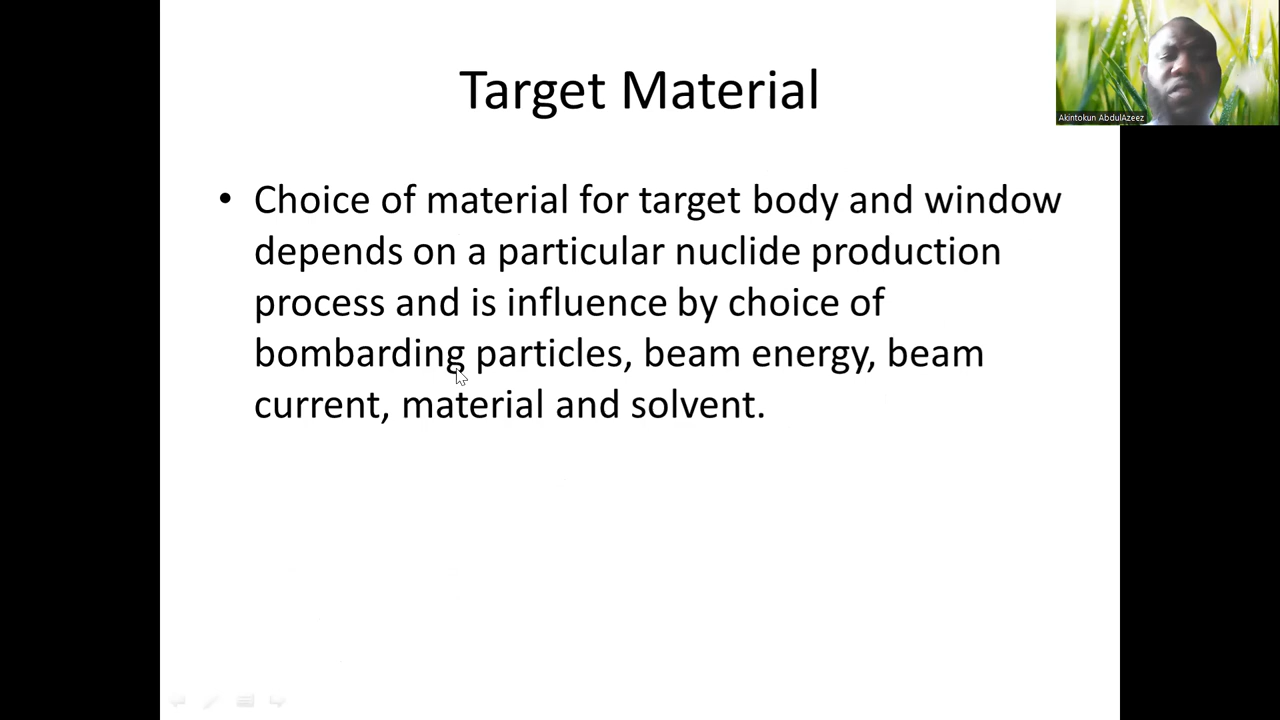 Target Material
Akintokun AbdulAzeez
• Choice of material for target body and window
depends on a particular nuclide production
process and is influence by choice of
bombarding particles, beam energy, beam
current, material and solvent.